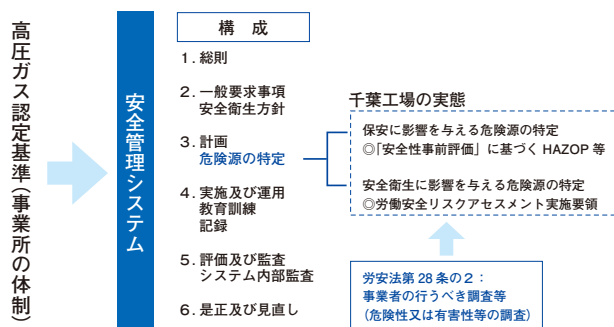 高圧ガス認定基準(事業所の体制)
安全管理システム
構成
1. 総則
2. 一般要求事項
安全衛生方針
3. 計画
危険源の特定
4. 実施及び運用
教育訓練
記録
5. 評価及び監査
システム内部監査
6. 是正及び見直し
千葉工場の実態
保安に影響を与える危険源の特定
◎「安全性事前評価」に基づく HAZOP 等
安全衛生に影響を与える危険源の特定
◎労働安全リスクアセスメント実施要領
労安法第 28 条の2：
事業者の行うべき調査等
(危険性又は有害性等の調査)